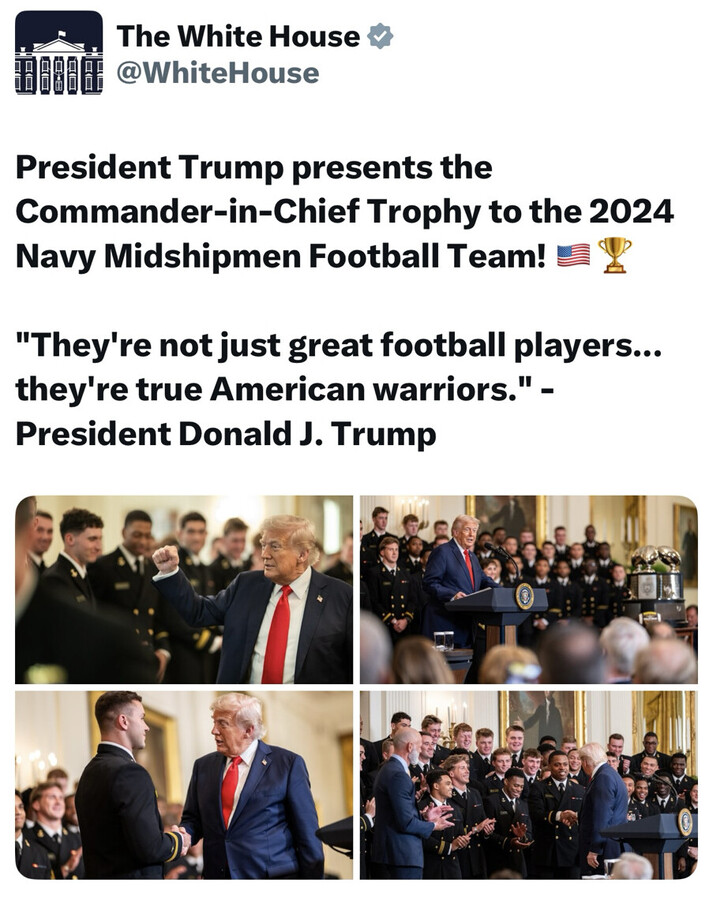 The White House
@WhiteHouse
President Trump presents the
Commander-in-Chief Trophy to the 2024
Navy Midshipmen Football Team! 🇺🇸🏆
"They're not just great football players...
they're true American warriors." -
President Donald J. Trump